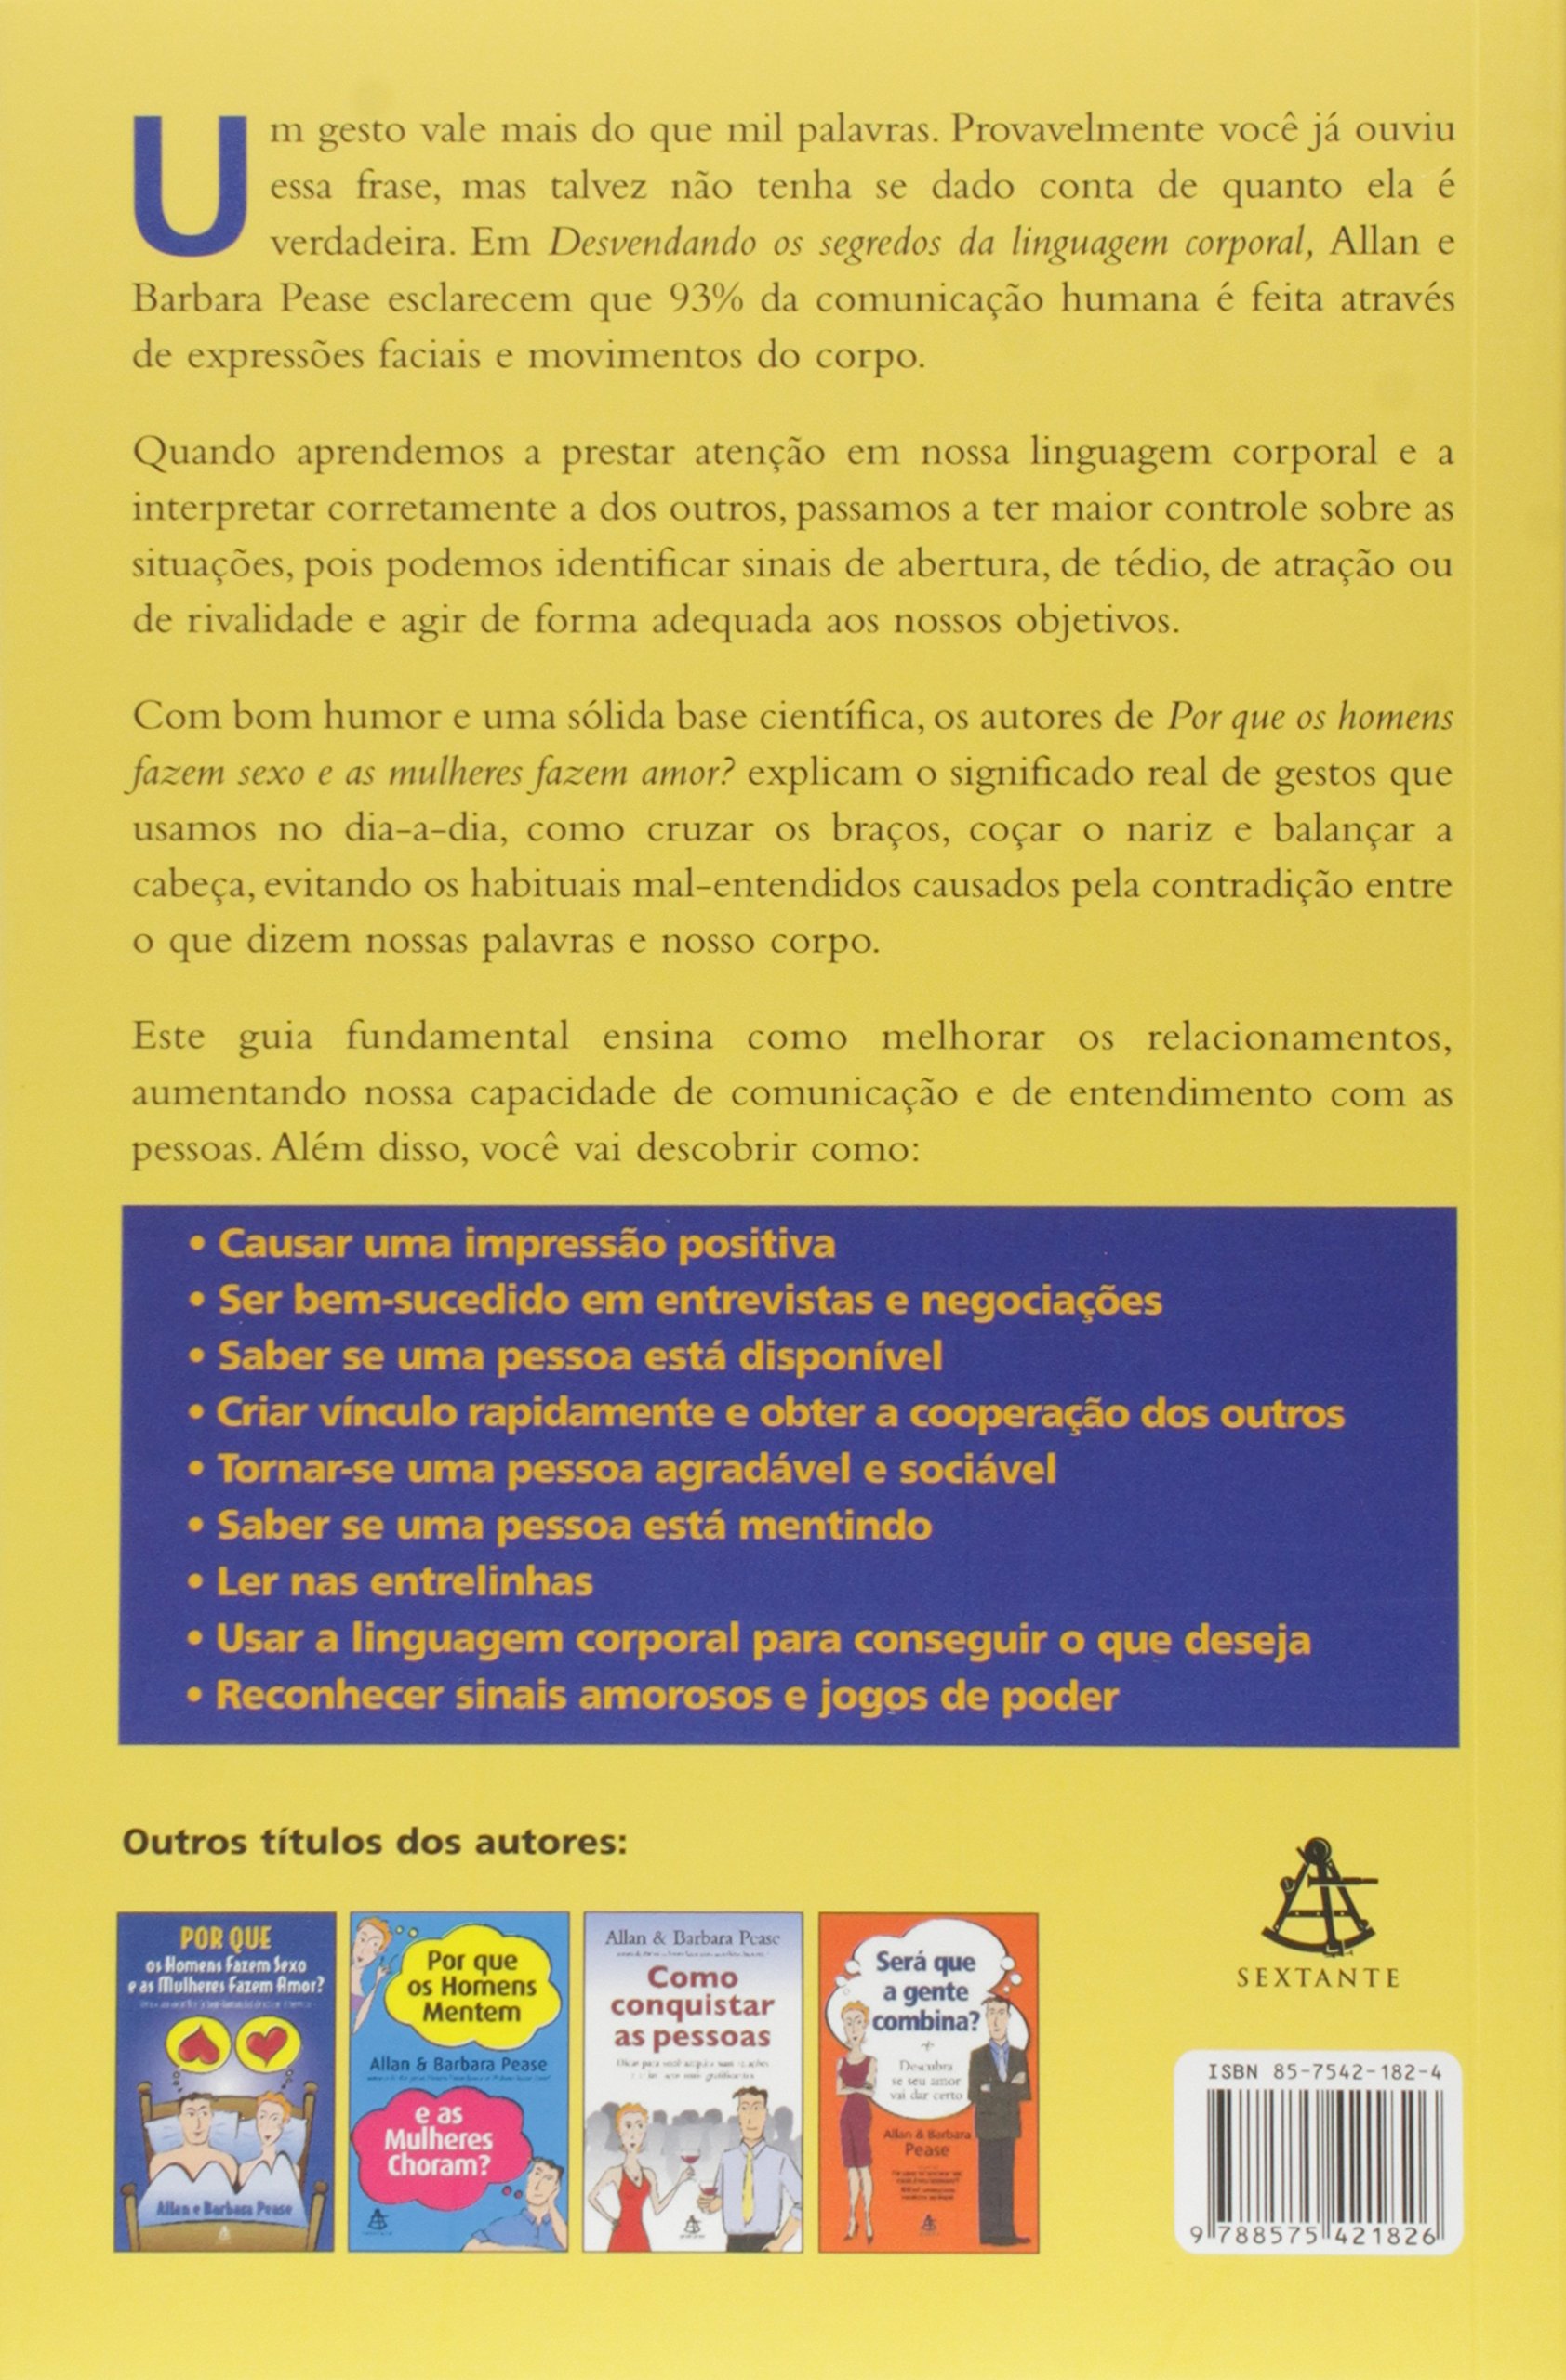 Um gesto vale mais do que mil palavras. Provavelmente você já ouviu
essa frase, mas talvez não tenha se dado conta de quanto ela é
verdadeira. Em Desvendando os segredos da linguagem corporal, Allan e
Barbara Pease esclarecem que 93% da comunicação humana é feita através
de expressões faciais e movimentos do corpo.
Quando aprendemos a prestar atenção em nossa linguagem corporal e a
interpretar corretamente a dos outros, passamos a ter maior controle sobre as
situações, pois podemos identificar sinais de abertura, de tédio, de atração ou
de rivalidade e agir de forma adequada aos nossos objetivos.
Com bom humor e uma sólida base científica, os autores de Por que os homens
fazem sexo e as mulheres fazem amor? explicam o significado real de gestos que
usamos no dia-a-dia, como cruzar os braços, coçar o nariz e balançar a
cabeça, evitando os habituais mal-entendidos causados pela contradição entre
o que dizem nossas palavras e nosso corpo.
Este guia fundamental ensina como melhorar os relacionamentos,
aumentando nossa capacidade de comunicação e de entendimento com as
pessoas. Além disso, você vai descobrir como:
• Causar uma impressão positiva
• Ser bem-sucedido em entrevistas e negociações
• Saber se uma pessoa está disponível
• Criar vínculo rapidamente e obter a cooperação dos outros
• Tornar-se uma pessoa agradável e sociável
• Saber se uma pessoa está mentindo
• Ler nas entrelinhas
• Usar a linguagem corporal para conseguir o que deseja
• Reconhecer sinais amorosos e jogos de poder
Outros títulos dos autores:
POR QUE
os Homens Fazem Sexo
e as Mulheres Fazem Amor?
Allan e Barbara Pease
Por que
os Homens
Mentem
Allan & Barbara Pease
e as
Mulheres
Choram?
Allan & Barbara Pease
Como
conquistar
as pessoas
Será que
a gente
combina?
Descubra
se seu amor
vai dar certo
Allan & Barbara
Pease
SEXTANTE
ISBN 85-7542-182-4
9 788575 421826